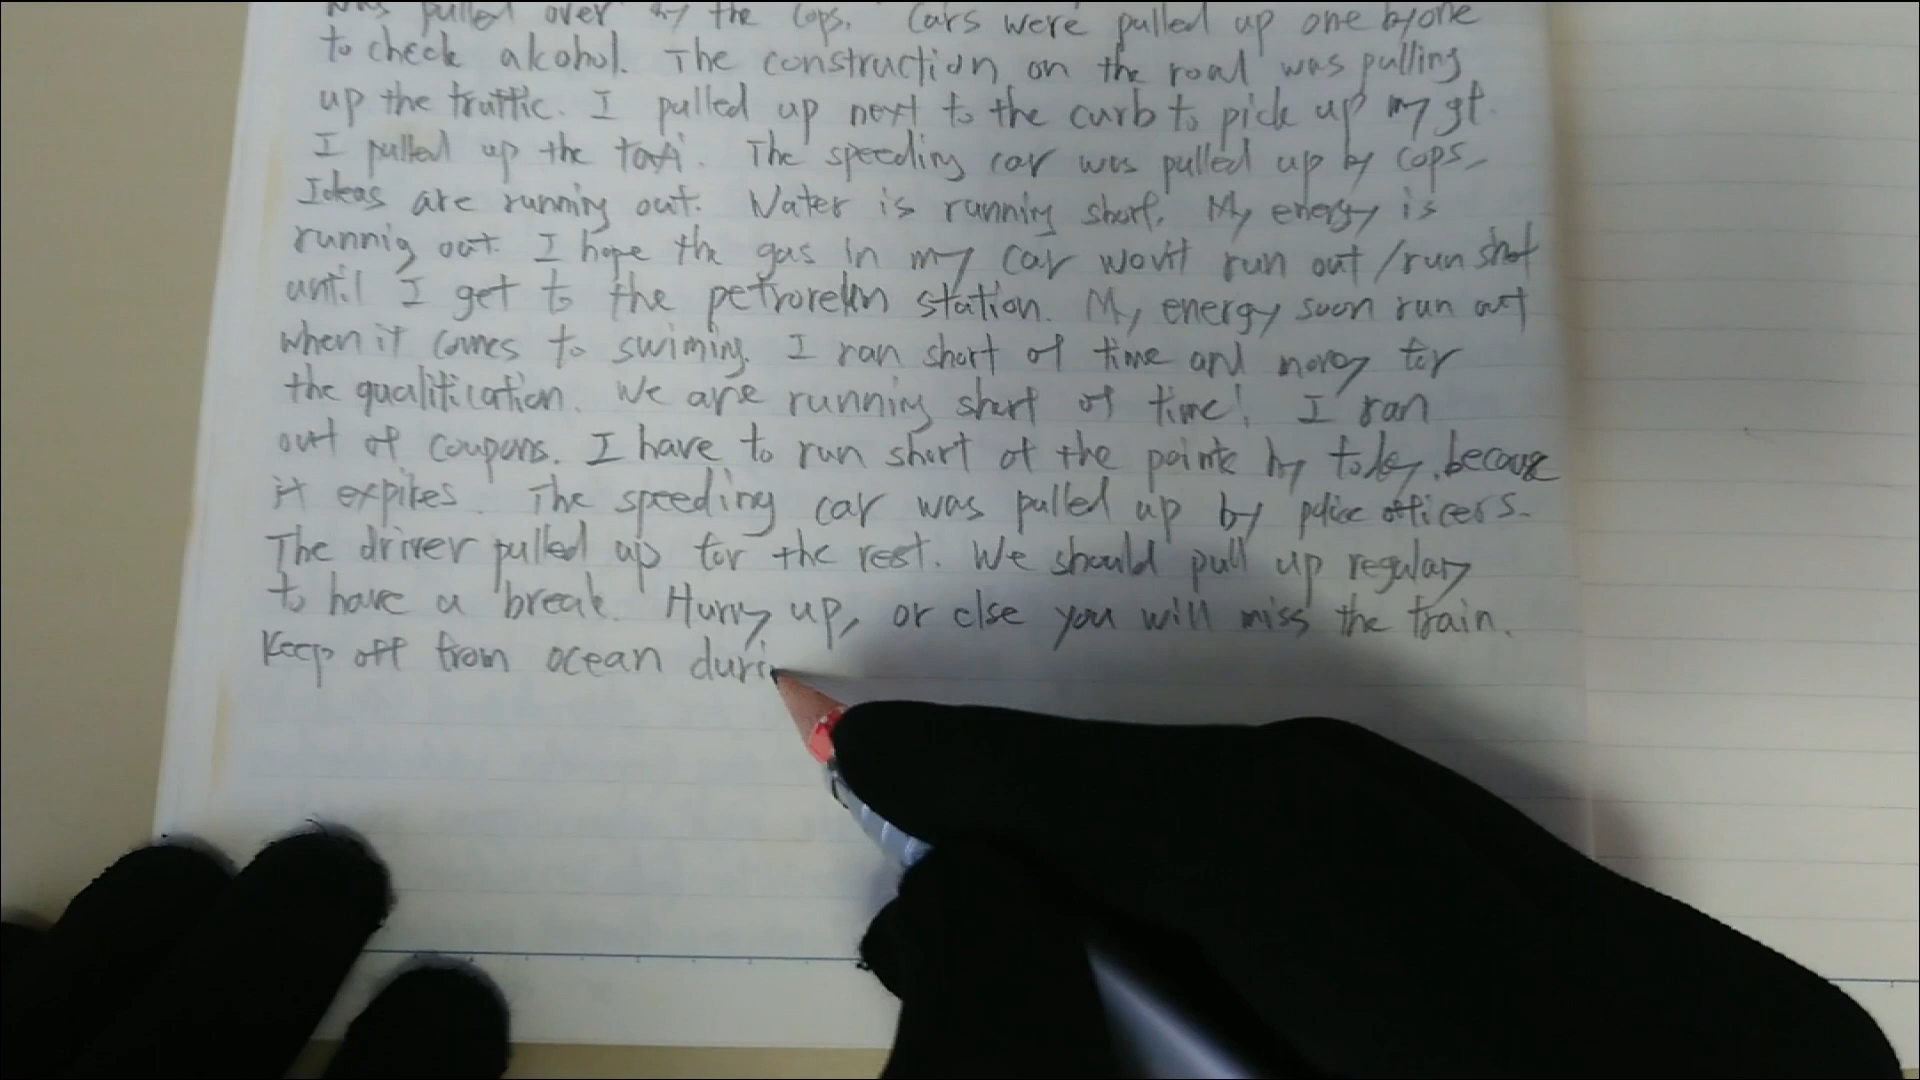 was pulled over by the cops. Cars were pulled up one by one
to check alkohol. The construction on the road was pulling
up the traffic. I pulled up next to the curb to pick up my gf.
I pulled up the taxi. The speeding car was pulled up by cops.
Ideas are running out. Water is running short. My energy is
runnig out. I hope the gas in my car won't run out / run shot
until I get to the station. My energy soon run out
when it comes to swiming. I ran short of time and money for
the qualification. We are running short of time! I ran
out of coupons. I have to run short of the points by today, because
it expires. The speeding car was pulled up by police officers.
The driver pulled up for the rest. We should pull up regulary
to have a break. Hurry up, or else you will miss the train.
Keep off from ocean duri